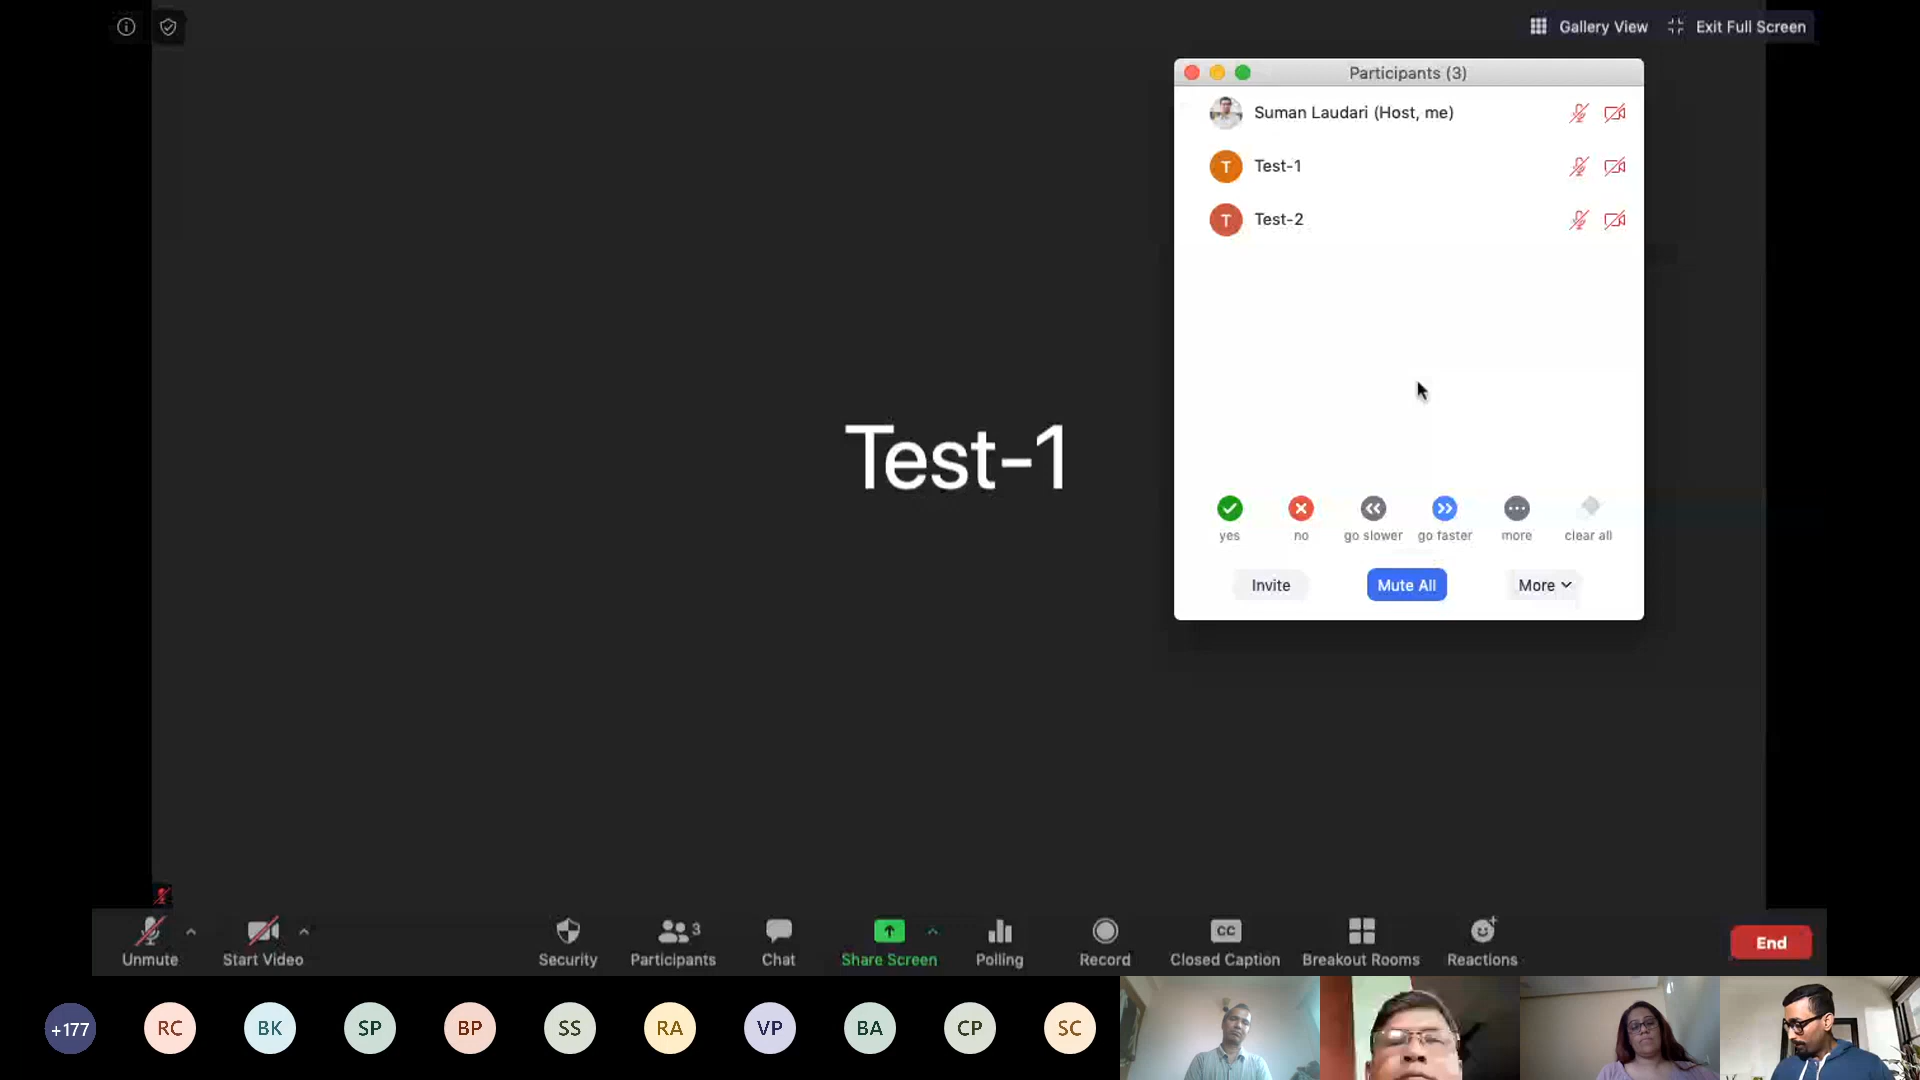 Gallery View Exit Full Screen
Participants (3)
Suman Laudari (Host, me)
T Test-1
T Test-2
Test-1
yes no go slower go faster more clear all
Invite Mute All More
3
CC
Unmute Start Video Security Participants Chat Share Screen Polling Record Closed Caption Breakout Rooms Reactions End
+177 RC BK SP BP SS RA VP BA CP SC